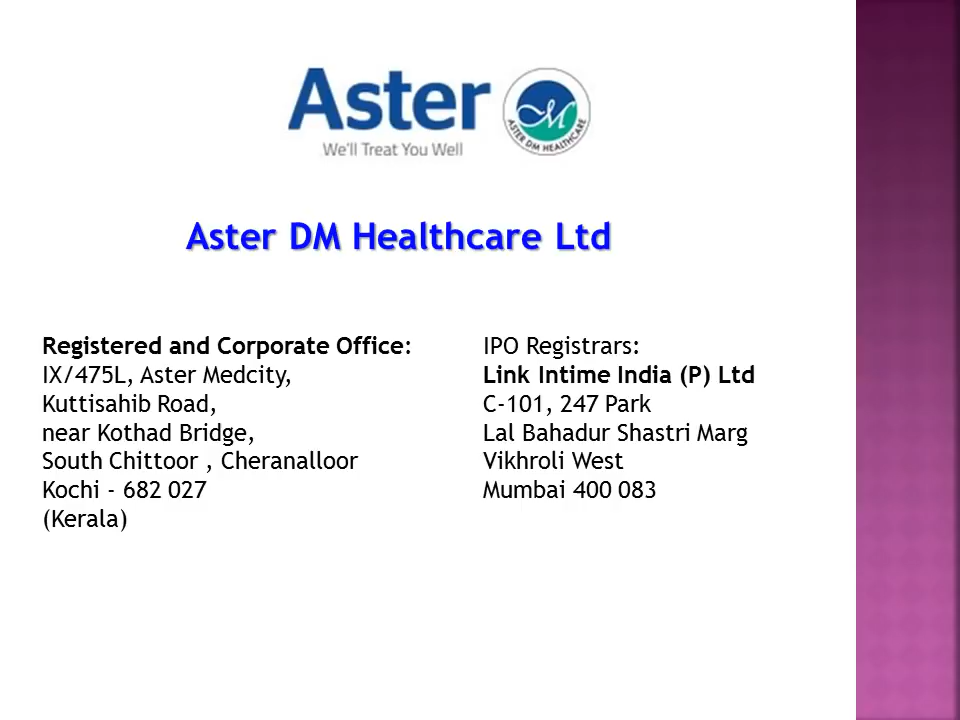 Aster
We'll Treat You Well
M
ASTER DM HEALTHCARE
Aster DM Healthcare Ltd
Registered and Corporate Office:
IX/475L, Aster Medcity,
Kuttisahib Road,
near Kothad Bridge,
South Chittoor , Cheranalloor
Kochi - 682 027
(Kerala)
IPO Registrars:
Link Intime India (P) Ltd
C-101, 247 Park
Lal Bahadur Shastri Marg
Vikhroli West
Mumbai 400 083